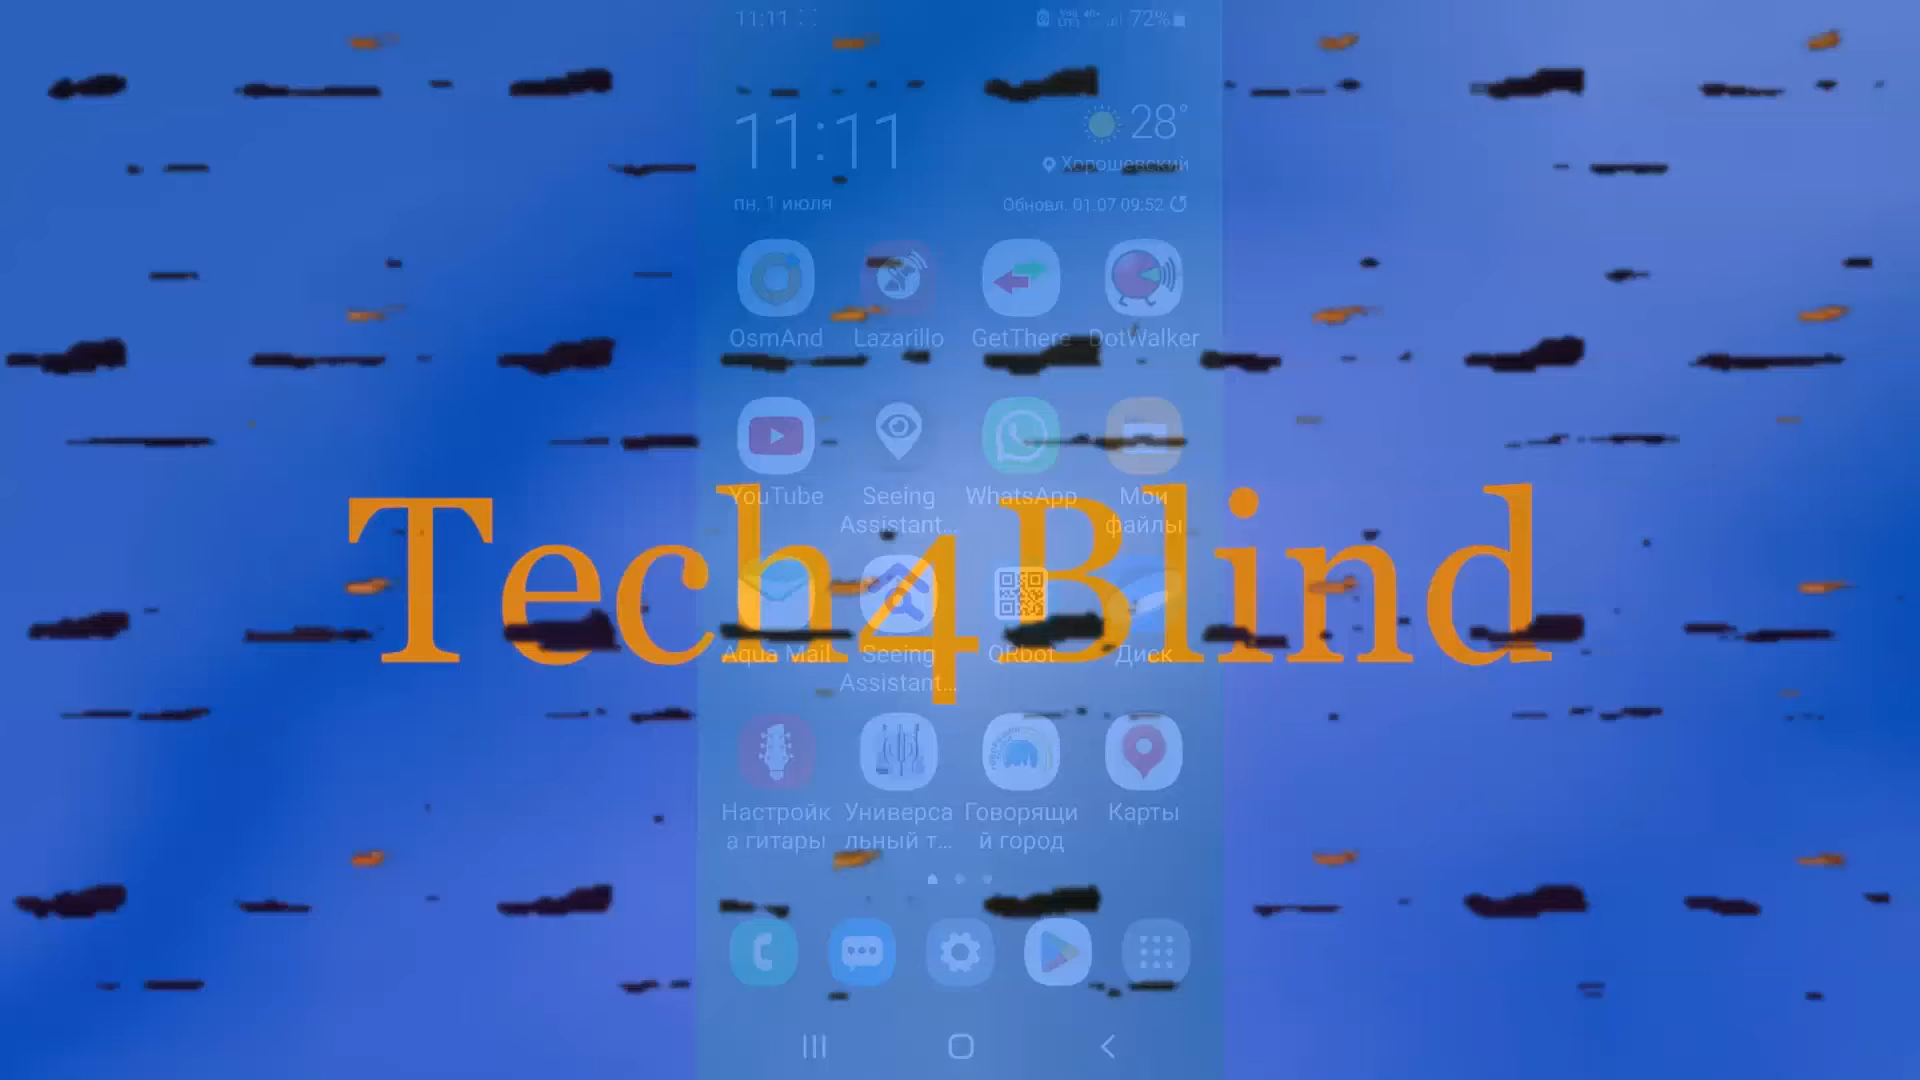 11:11 72%
11:11 28°
Хорошевский
пн, 1 июля Обновл. 01.07 09:52
OsmAnd Lazarillo GetThere DotWalker
YouTube Seeing Assistant... WhatsApp Мои файлы
Tech4Blind
Aqua Mail Seeing Assistant... QRbot Диск
Настройк а гитары Универса льный т... Говорящи й город Карты